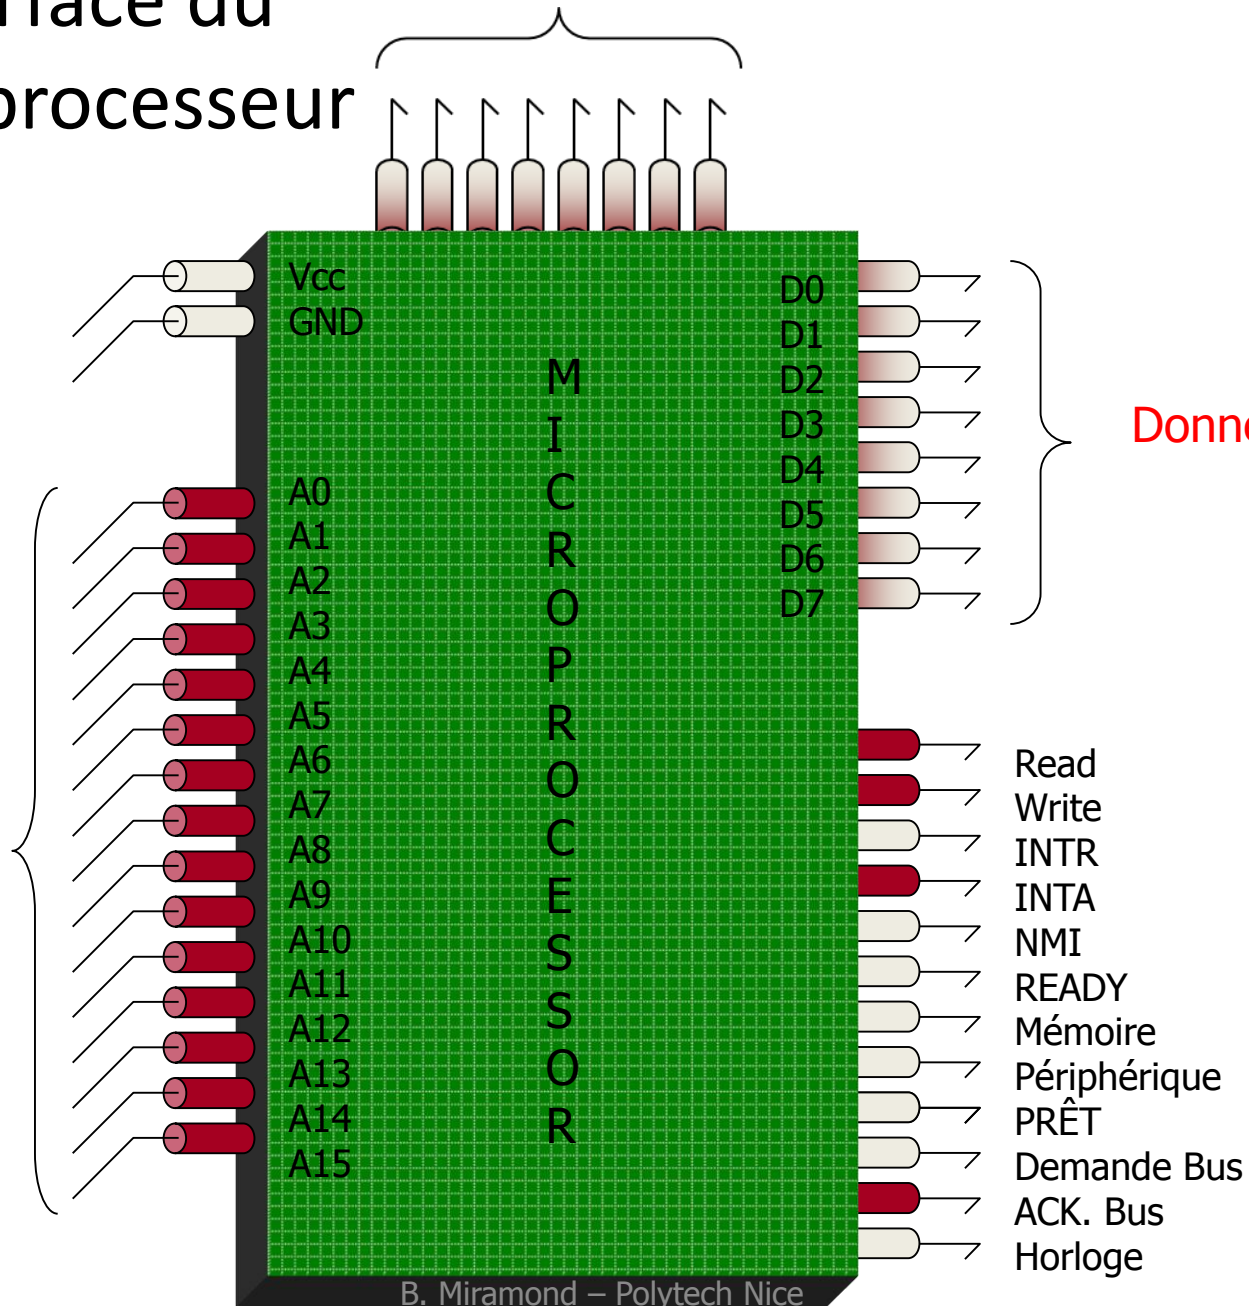 du
processeur
Vcc
GND
A0
A1
A2
A3
A4
A5
A6
A7
A8
A9
A10
A11
A12
A13
A14
A15
M
I
C
R
O
P
R
O
C
E
S
S
O
R
D0
D1
D2
D3
D4
D5
D6
D7
Read
Write
INTR
INTA
NMI
READY
Mémoire
Périphérique
PRÊT
Demande Bus
ACK. Bus
Horloge
B. Miramond – Polytech Nice